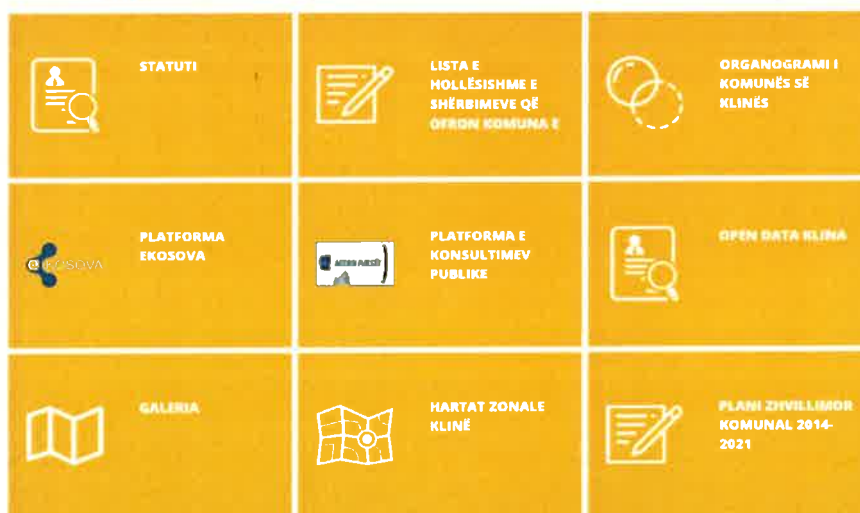 STATUTI
LISTA E
HOLLËSISHME E
SHËRBIMEVE QË
OFRON KOMUNA E
ORGANOGRAMI I
KOMUNËS SË
KLINËS
PLATFORMA
EKOSOVA
KOSOVA
PLATFORMA E
KONSULTIMEV
PUBLIKE
OPEN DATA KLINA
GALERIA
HARTAT ZONALE
KLINË
PLANI ZHVILLIMOR
KOMUNAL 2014-
2021